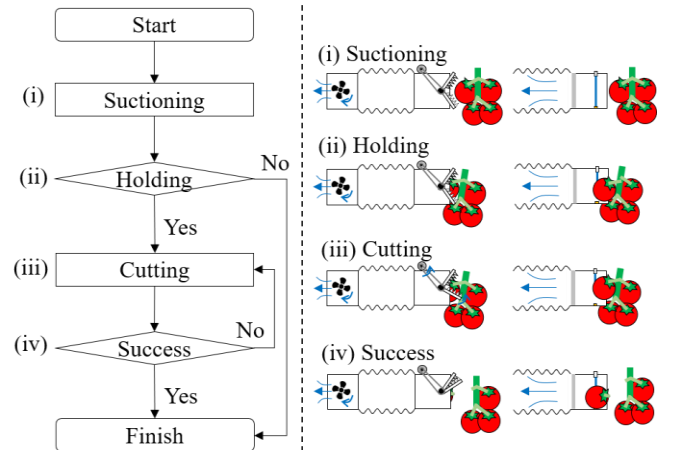 Start
(i)
Suctioning
(ii)
Holding
No
Yes
(iii)
Cutting
No
(iv)
Success
Yes
Finish
(i) Suctioning
(ii) Holding
(iii) Cutting
(iv) Success